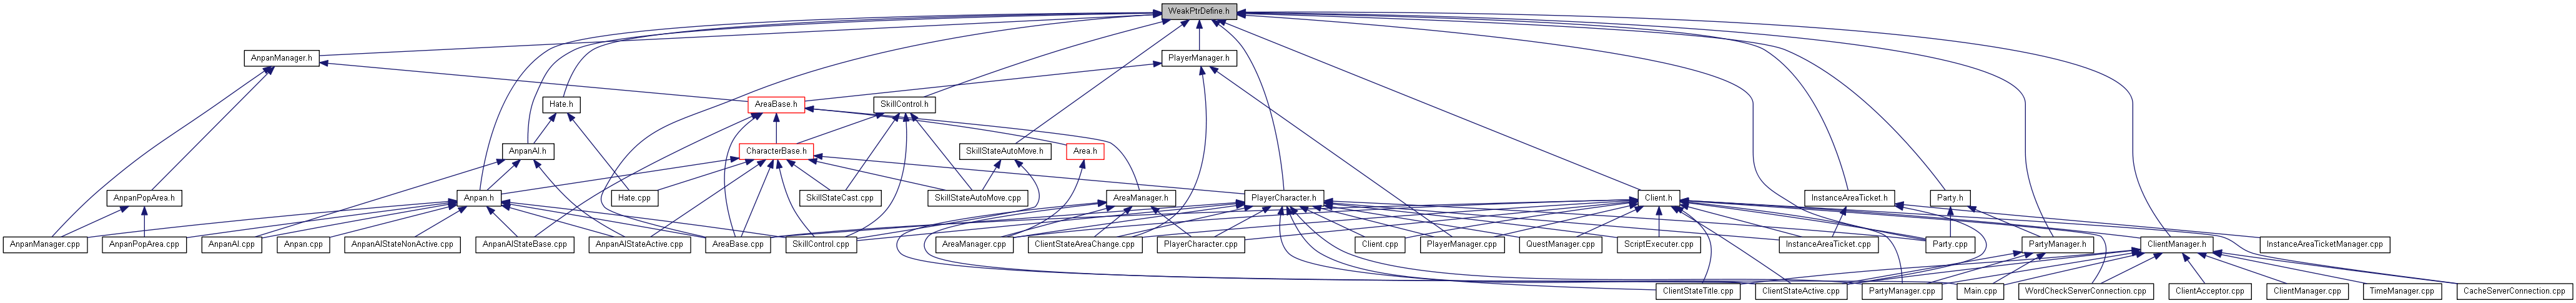 WeakPtrDefine.h
AnpanManager.h
PlayerManager.h
Hate.h
AreaBase.h
SkillControl.h
AnpanAI.h
CharacterBase.h
SkillStateAutoMove.h
Area.h
AnpanPopArea.h
Anpan.h
Hate.cpp
SkillStateCast.cpp
SkillStateAutoMove.cpp
AreaManager.h
PlayerCharacter.h
Client.h
InstanceAreaTicket.h
Party.h
AnpanManager.cpp
AnpanPopArea.cpp
AnpanAI.cpp
Anpan.cpp
AnpanAIStateNonActive.cpp
AnpanAIStateBase.cpp
AnpanAIStateActive.cpp
AreaBase.cpp
SkillControl.cpp
AreaManager.cpp
ClientStateAreaChange.cpp
PlayerCharacter.cpp
Client.cpp
PlayerManager.cpp
QuestManager.cpp
ScriptExecuter.cpp
InstanceAreaTicket.cpp
Party.cpp
PartyManager.h
ClientManager.h
InstanceAreaTicketManager.cpp
ClientStateTitle.cpp
ClientStateActive.cpp
PartyManager.cpp
Main.cpp
WordCheckServerConnection.cpp
ClientAcceptor.cpp
ClientManager.cpp
TimeManager.cpp
CacheServerConnection.cpp